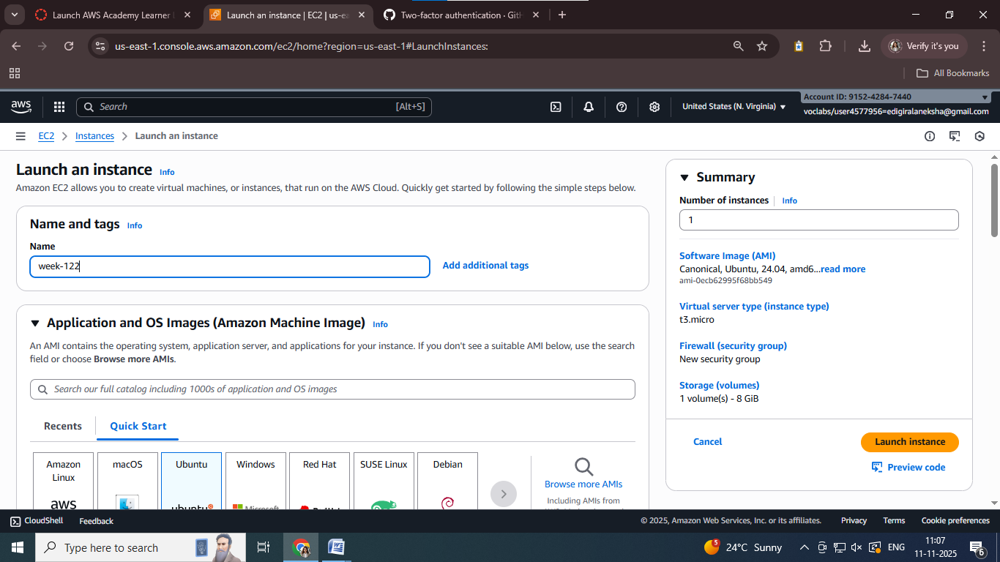 Launch AWS Academy Learner L
Launch an instance | EC2 | us-ea
Two-factor authentication · GitH
us-east-1.console.aws.amazon.com/ec2/home?region=us-east-1#LaunchInstances:
Verify it's you
All Bookmarks
aws
Search
[Alt+S]
United States (N. Virginia)
Account ID: 9152-4284-7440
voclabs/user4577956=edigiralaneksha@gmail.com
EC2
Instances
Launch an instance
Launch an instance Info
Amazon EC2 allows you to create virtual machines, or instances, that run on the AWS Cloud. Quickly get started by following the simple steps below.
Name and tags Info
Name
week-122
Add additional tags
Application and OS Images (Amazon Machine Image) Info
An AMI contains the operating system, application server, and applications for your instance. If you don't see a suitable AMI below, use the search
field or choose Browse more AMIs.
Search our full catalog including 1000s of application and OS images
Recents
Quick Start
Amazon
Linux
aws
macOS
Ubuntu
ubuntu
Windows
Microsoft
Red Hat
SUSE Linux
Debian
Browse more AMIs
Including AMIs from
Summary
Number of instances Info
1
Software Image (AMI)
Canonical, Ubuntu, 24.04, amd6...read more
ami-0ecb62995f68bb549
Virtual server type (instance type)
t3.micro
Firewall (security group)
New security group
Storage (volumes)
1 volume(s) - 8 GiB
Cancel
Launch instance
Preview code
CloudShell
Feedback
© 2025, Amazon Web Services, Inc. or its affiliates.
Privacy
Terms
Cookie preferences
Type here to search
5
24°C Sunny
ENG
11:07
11-11-2025
6